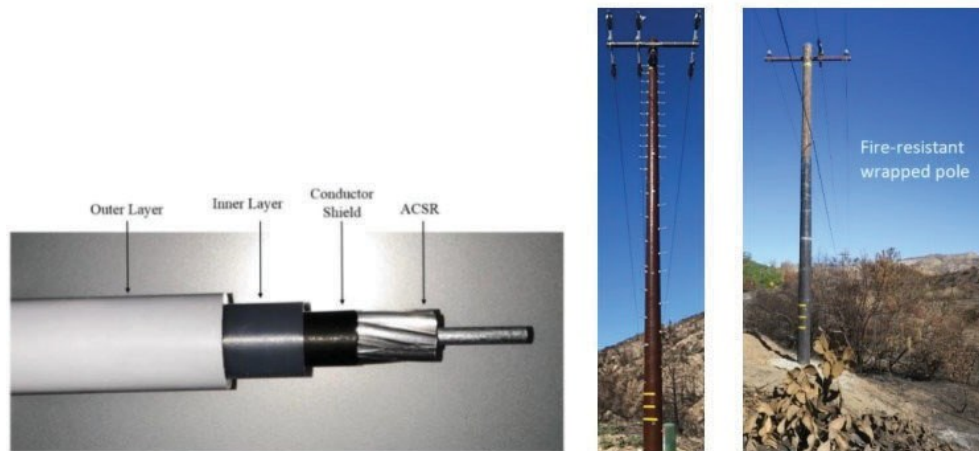 Outer Layer
Inner Layer
Conductor
Shield
ACSR
Fire-resistant
wrapped pole